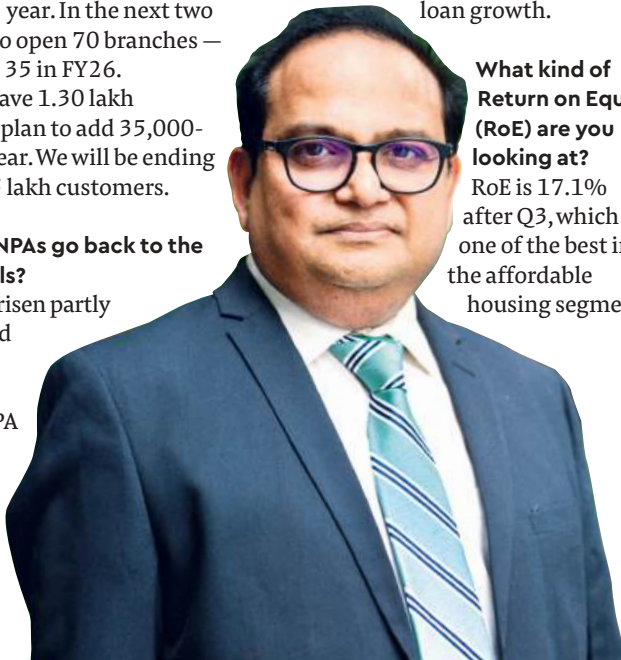 year. In the next two
o open 70 branches —
35 in FY26.
ave 1.30 lakh
plan to add 35,000-
ear. We will be ending
lakh customers.
NPAs go back to the
ls?
risen partly
d
PA
loan growth.
What kind of
Return on Equ
(RoE) are you
looking at?
RoE is 17.1%
after Q3, which
one of the best i
the affordable
housing segme